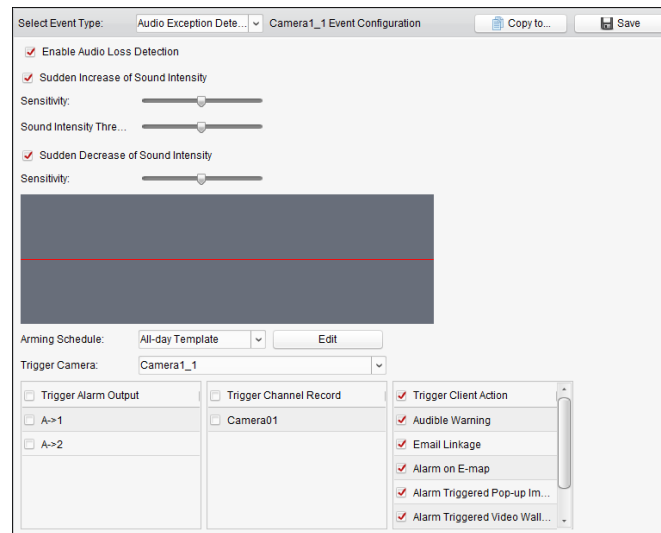 Select Event Type: Audio Exception Dete... Camera1_1 Event Configuration Copy to... Save
Enable Audio Loss Detection
Sudden Increase of Sound Intensity
Sensitivity:
Sound Intensity Thre...
Sudden Decrease of Sound Intensity
Sensitivity:
Arming Schedule: All-day Template Edit
Trigger Camera: Camera1_1
Trigger Alarm Output Trigger Channel Record Trigger Client Action
A->1 Camera01 Audible Warning
A->2 Email Linkage
Alarm on E-map
Alarm Triggered Pop-up Im...
Alarm Triggered Video Wall...